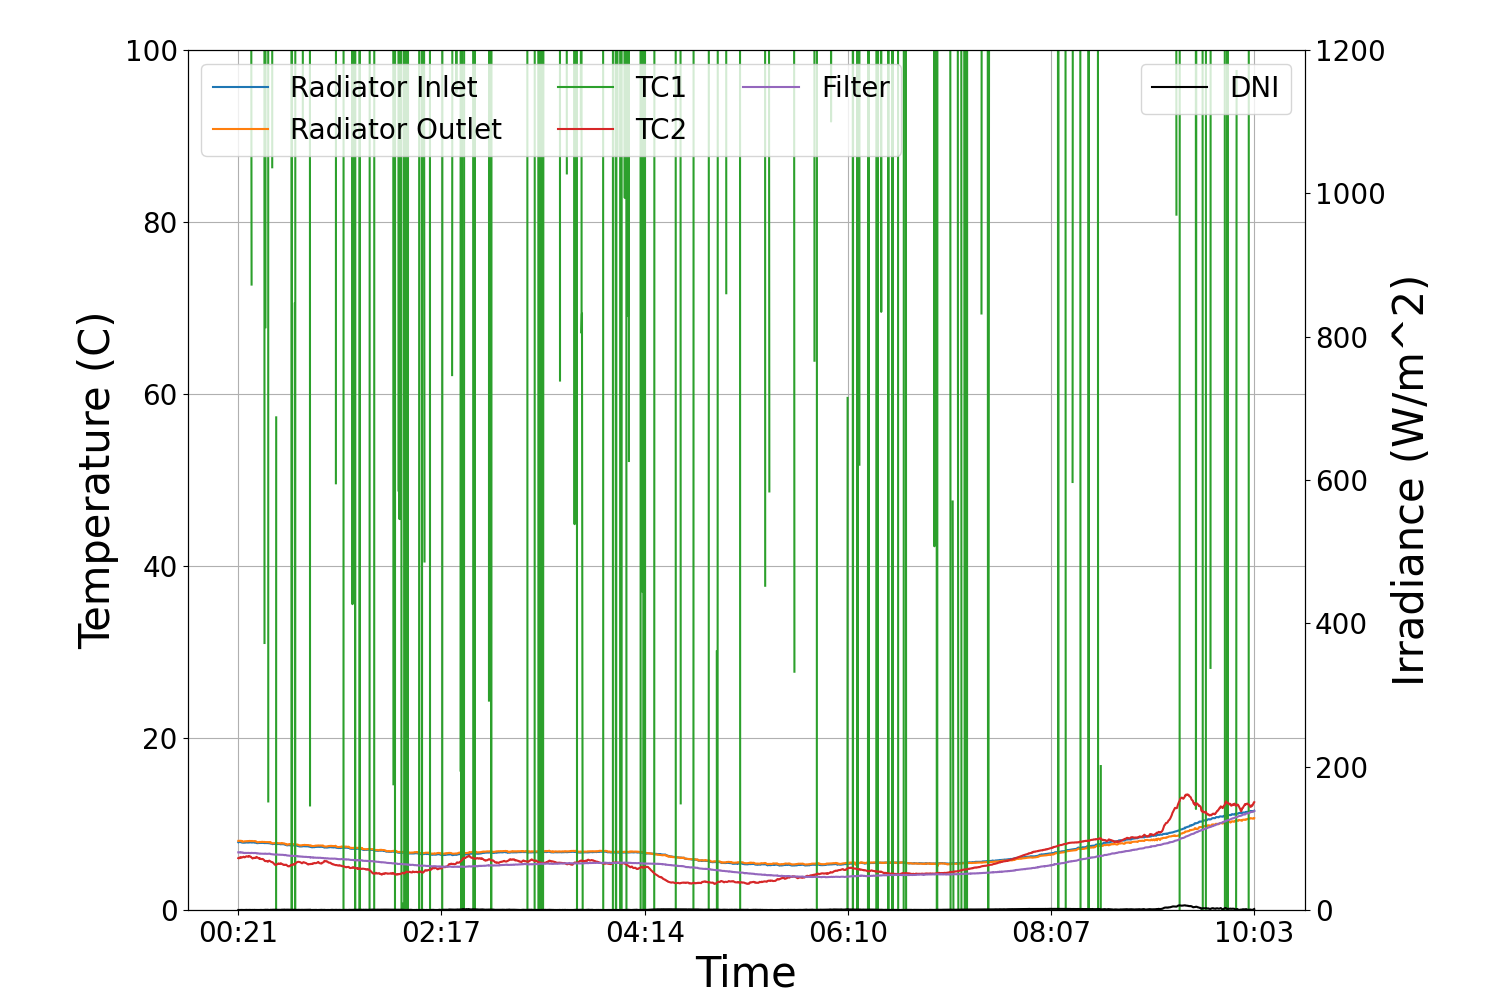 100
80
60
40
20
0
Temperature (C)
Radiator Inlet
Radiator Outlet
TC1
TC2
Filter
DNI
1200
1000
800
600
400
200
0
Irradiance (W/m^2)
00:21
02:17
04:14
06:10
08:07
10:03
Time